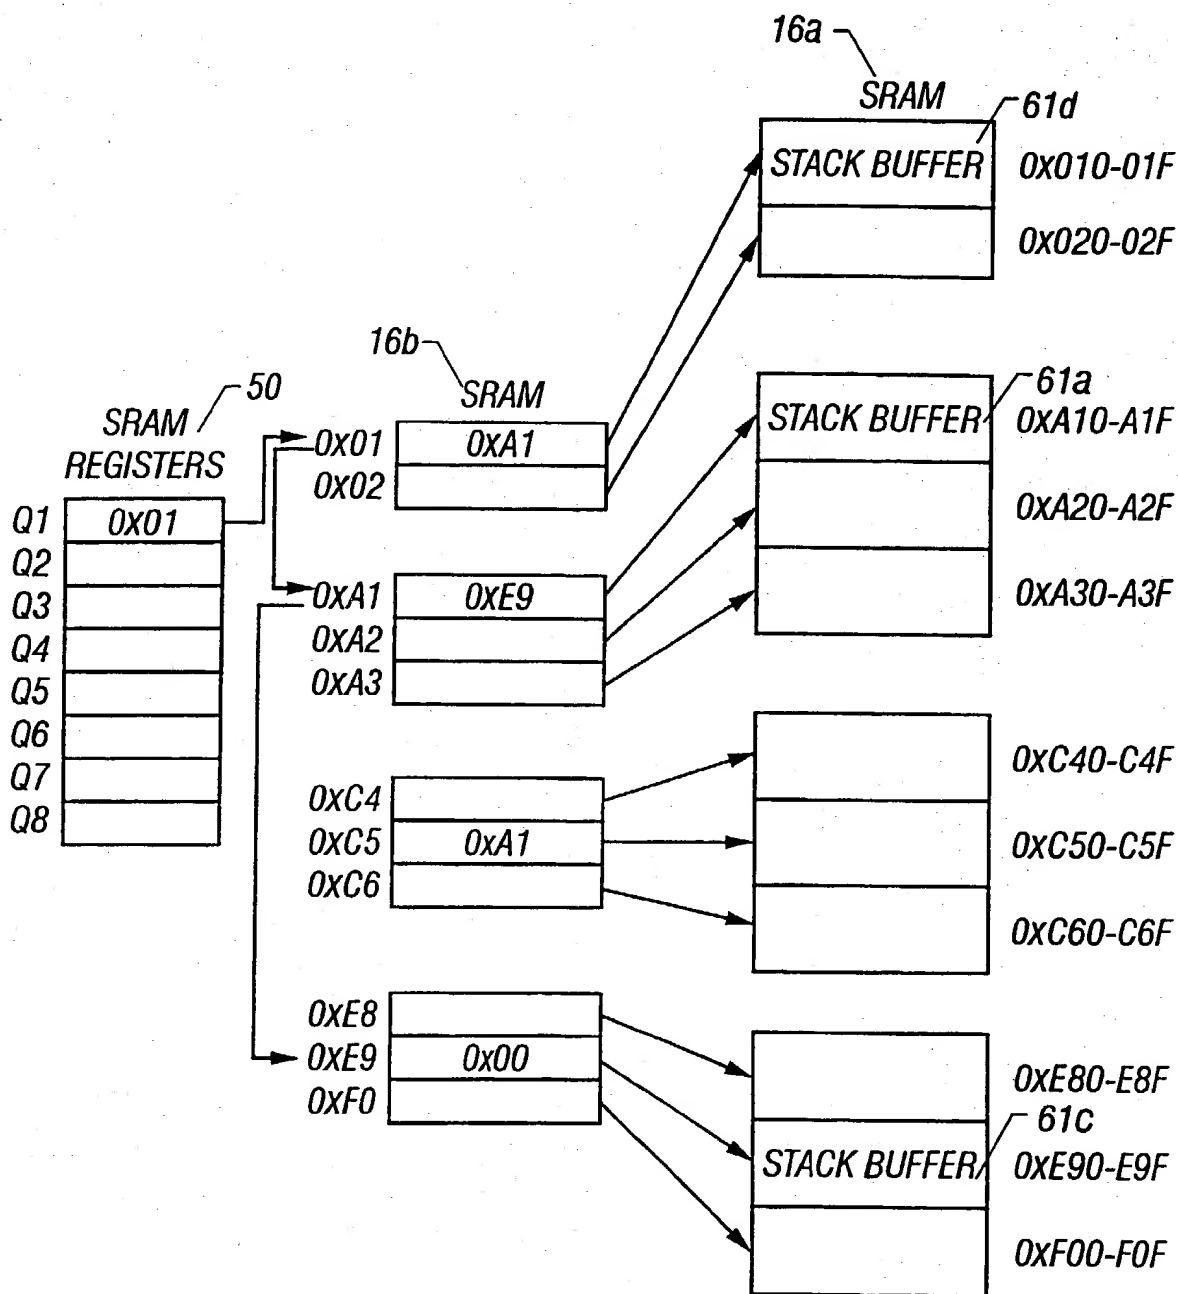 16a
SRAM
61d
STACK BUFFER
0X010-01F
0X020-02F
16b
SRAM
50
SRAM
REGISTERS
61a
STACK BUFFER
0XA10-A1F
0XA20-A2F
0XA30-A3F
0X01
0XA1
0X02
Q1
0X01
Q2
Q3
Q4
Q5
Q6
Q7
Q8
0XA1
0XE9
0XA2
0XA3
0XC4
0XC5
0XA1
0XC6
0XC40-C4F
0XC50-C5F
0XC60-C6F
0XE8
0XE9
0X00
0XF0
0XE80-E8F
61c
STACK BUFFER
0XE90-E9F
0XF00-F0F